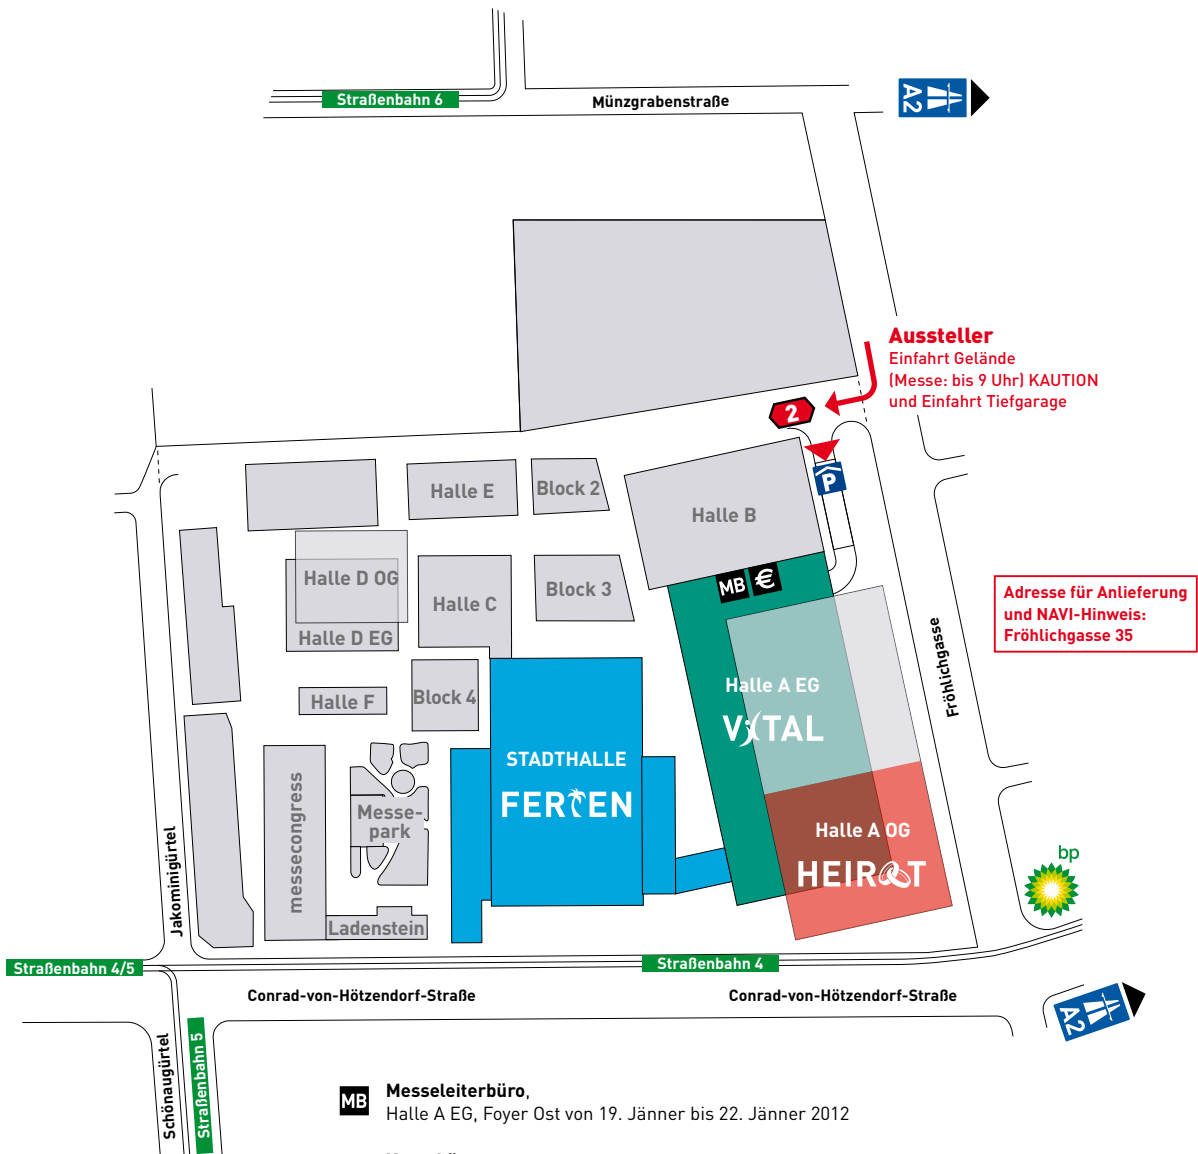 Straßenbahn 6
Münzgrabenstraße
A2
Aussteller
Einfahrt Gelände
(Messe: bis 9 Uhr) KAUTION
und Einfahrt Tiefgarage
2
P
Halle E
Block 2
Halle B
Halle D OG
Halle C
Block 3
MB €
Adresse für Anlieferung
und NAVI-Hinweis:
Fröhlichgasse 35
Halle D EG
Fröhlichgasse
Halle F
Block 4
Halle A EG
VITAL
STADTHALLE
FERIEN
messecongress
Messe-
park
Halle A OG
HEIRAT
bp
Jakominigürtel
Ladenstein
Straßenbahn 4/5
Straßenbahn 4
Conrad-von-Hötzendorf-Straße
Conrad-von-Hötzendorf-Straße
A2
Schönaugürtel
Straßenbahn 5
MB
Messeleiterbüro,
Halle A EG, Foyer Ost von 19. Jänner bis 22. Jänner 2012